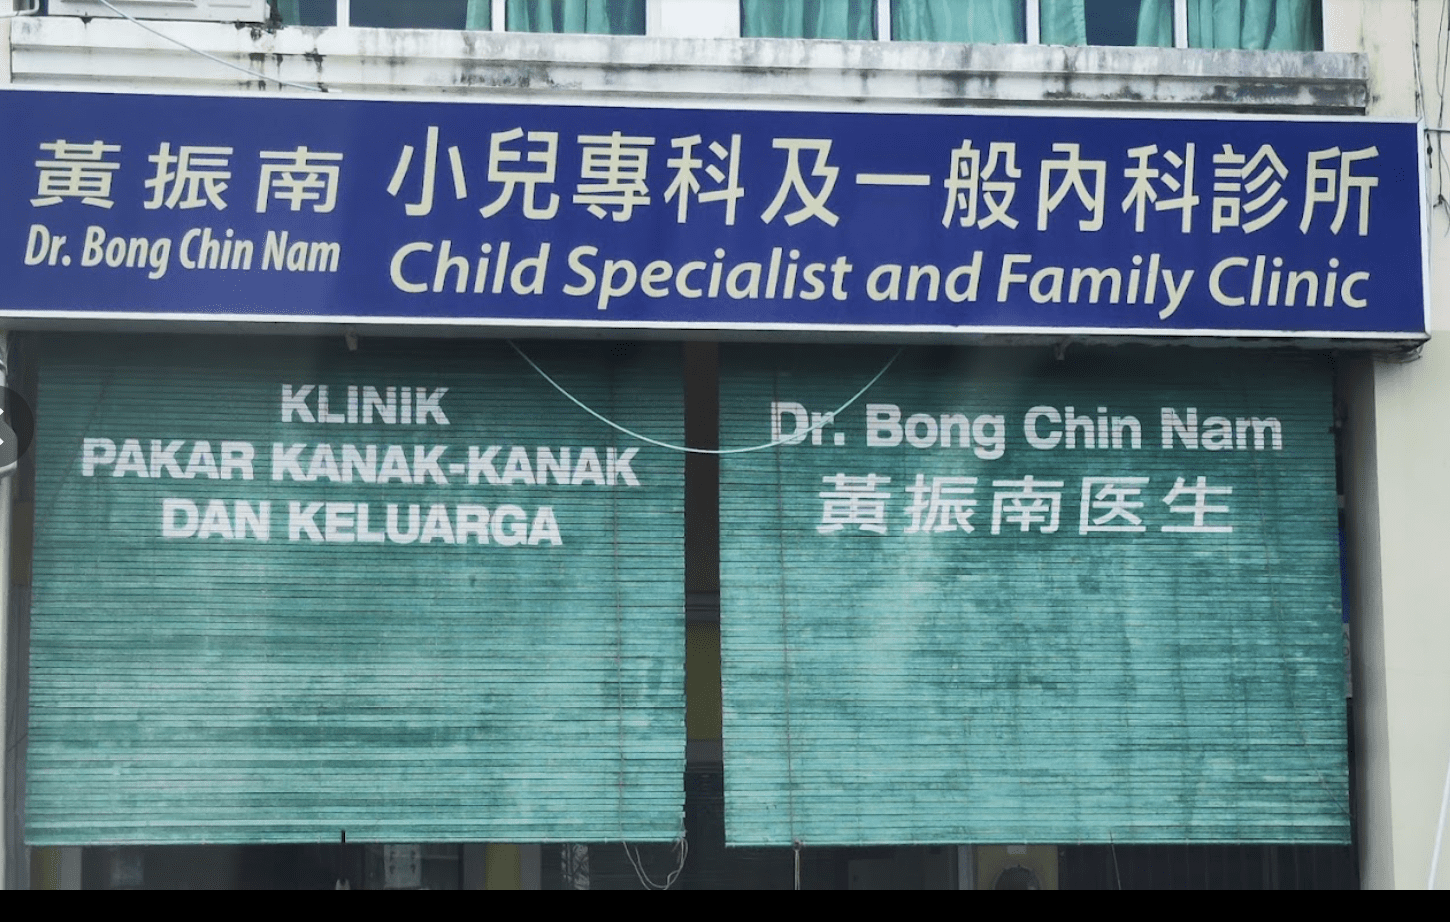 黃振南 小兒專科及一般內科診所
Dr. Bong Chin Nam Child Specialist and Family Clinic
KLINIK
PAKAR KANAK-KANAK
DAN KELUARGA
Dr. Bong Chin Nam
黃振南医生